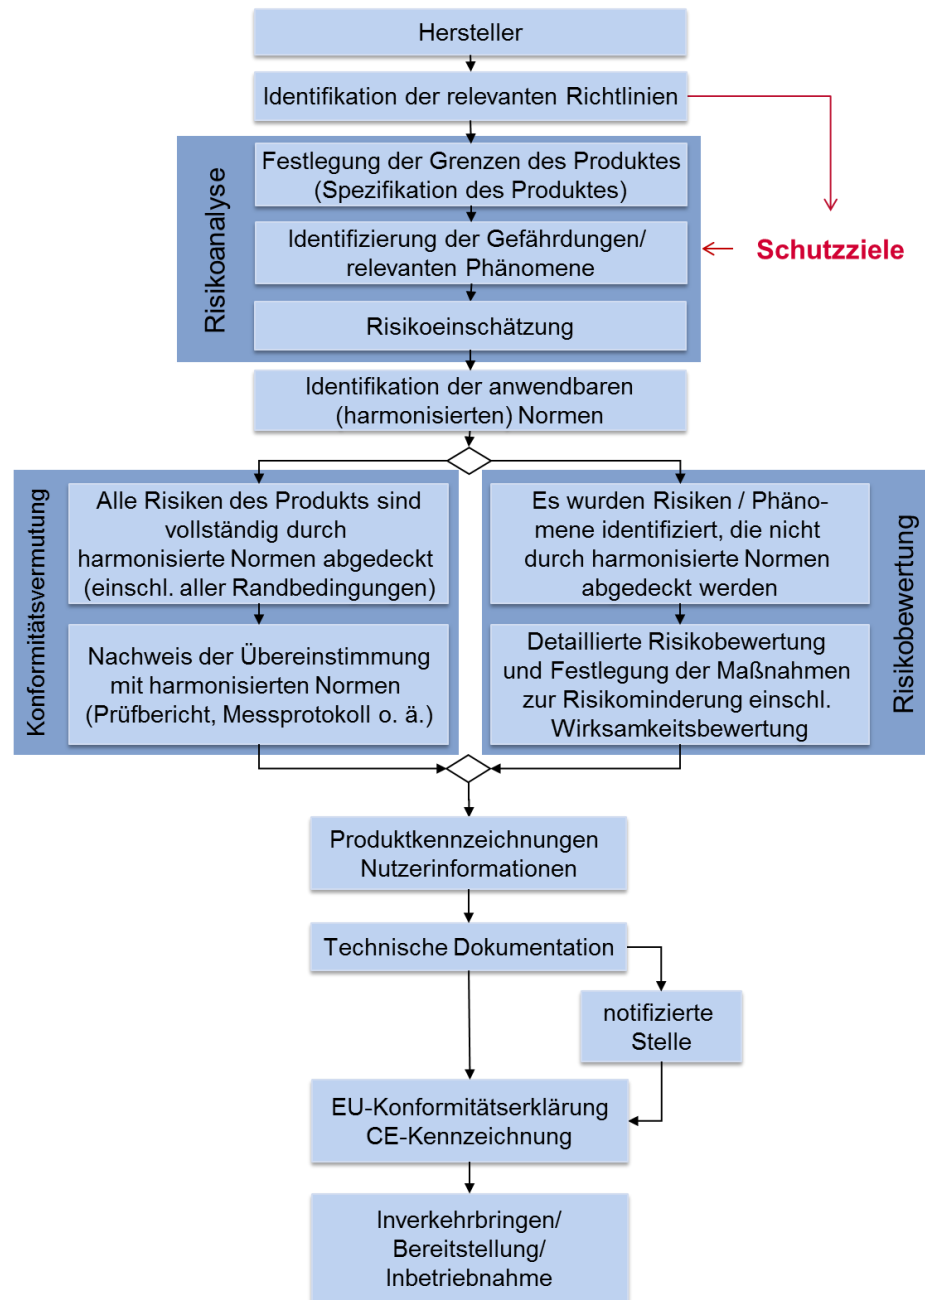 Hersteller
Identifikation der relevanten Richtlinien
Risikoanalyse
Festlegung der Grenzen des Produktes
(Spezifikation des Produktes)
Identifizierung der Gefährdungen/
relevanten Phänomene
Schutzziele
Risikoeinschätzung
Identifikation der anwendbaren
(harmonisierten) Normen
Konformitätsvermutung
Alle Risiken des Produkts sind
vollständig durch
harmonisierte Normen abgedeckt
(einschl. aller Randbedingungen)
Nachweis der Übereinstimmung
mit harmonisierten Normen
(Prüfbericht, Messprotokoll o. ä.)
Es wurden Risiken / Phäno-
mene identifiziert, die nicht
durch harmonisierte Normen
abgedeckt werden
Detaillierte Risikobewertung
und Festlegung der Maßnahmen
zur Risikominderung einschl.
Wirksamkeitsbewertung
Risikobewertung
Produktkennzeichnungen
Nutzerinformationen
Technische Dokumentation
notifizierte
Stelle
EU-Konformitätserklärung
CE-Kennzeichnung
Inverkehrbringen/
Bereitstellung/
Inbetriebnahme